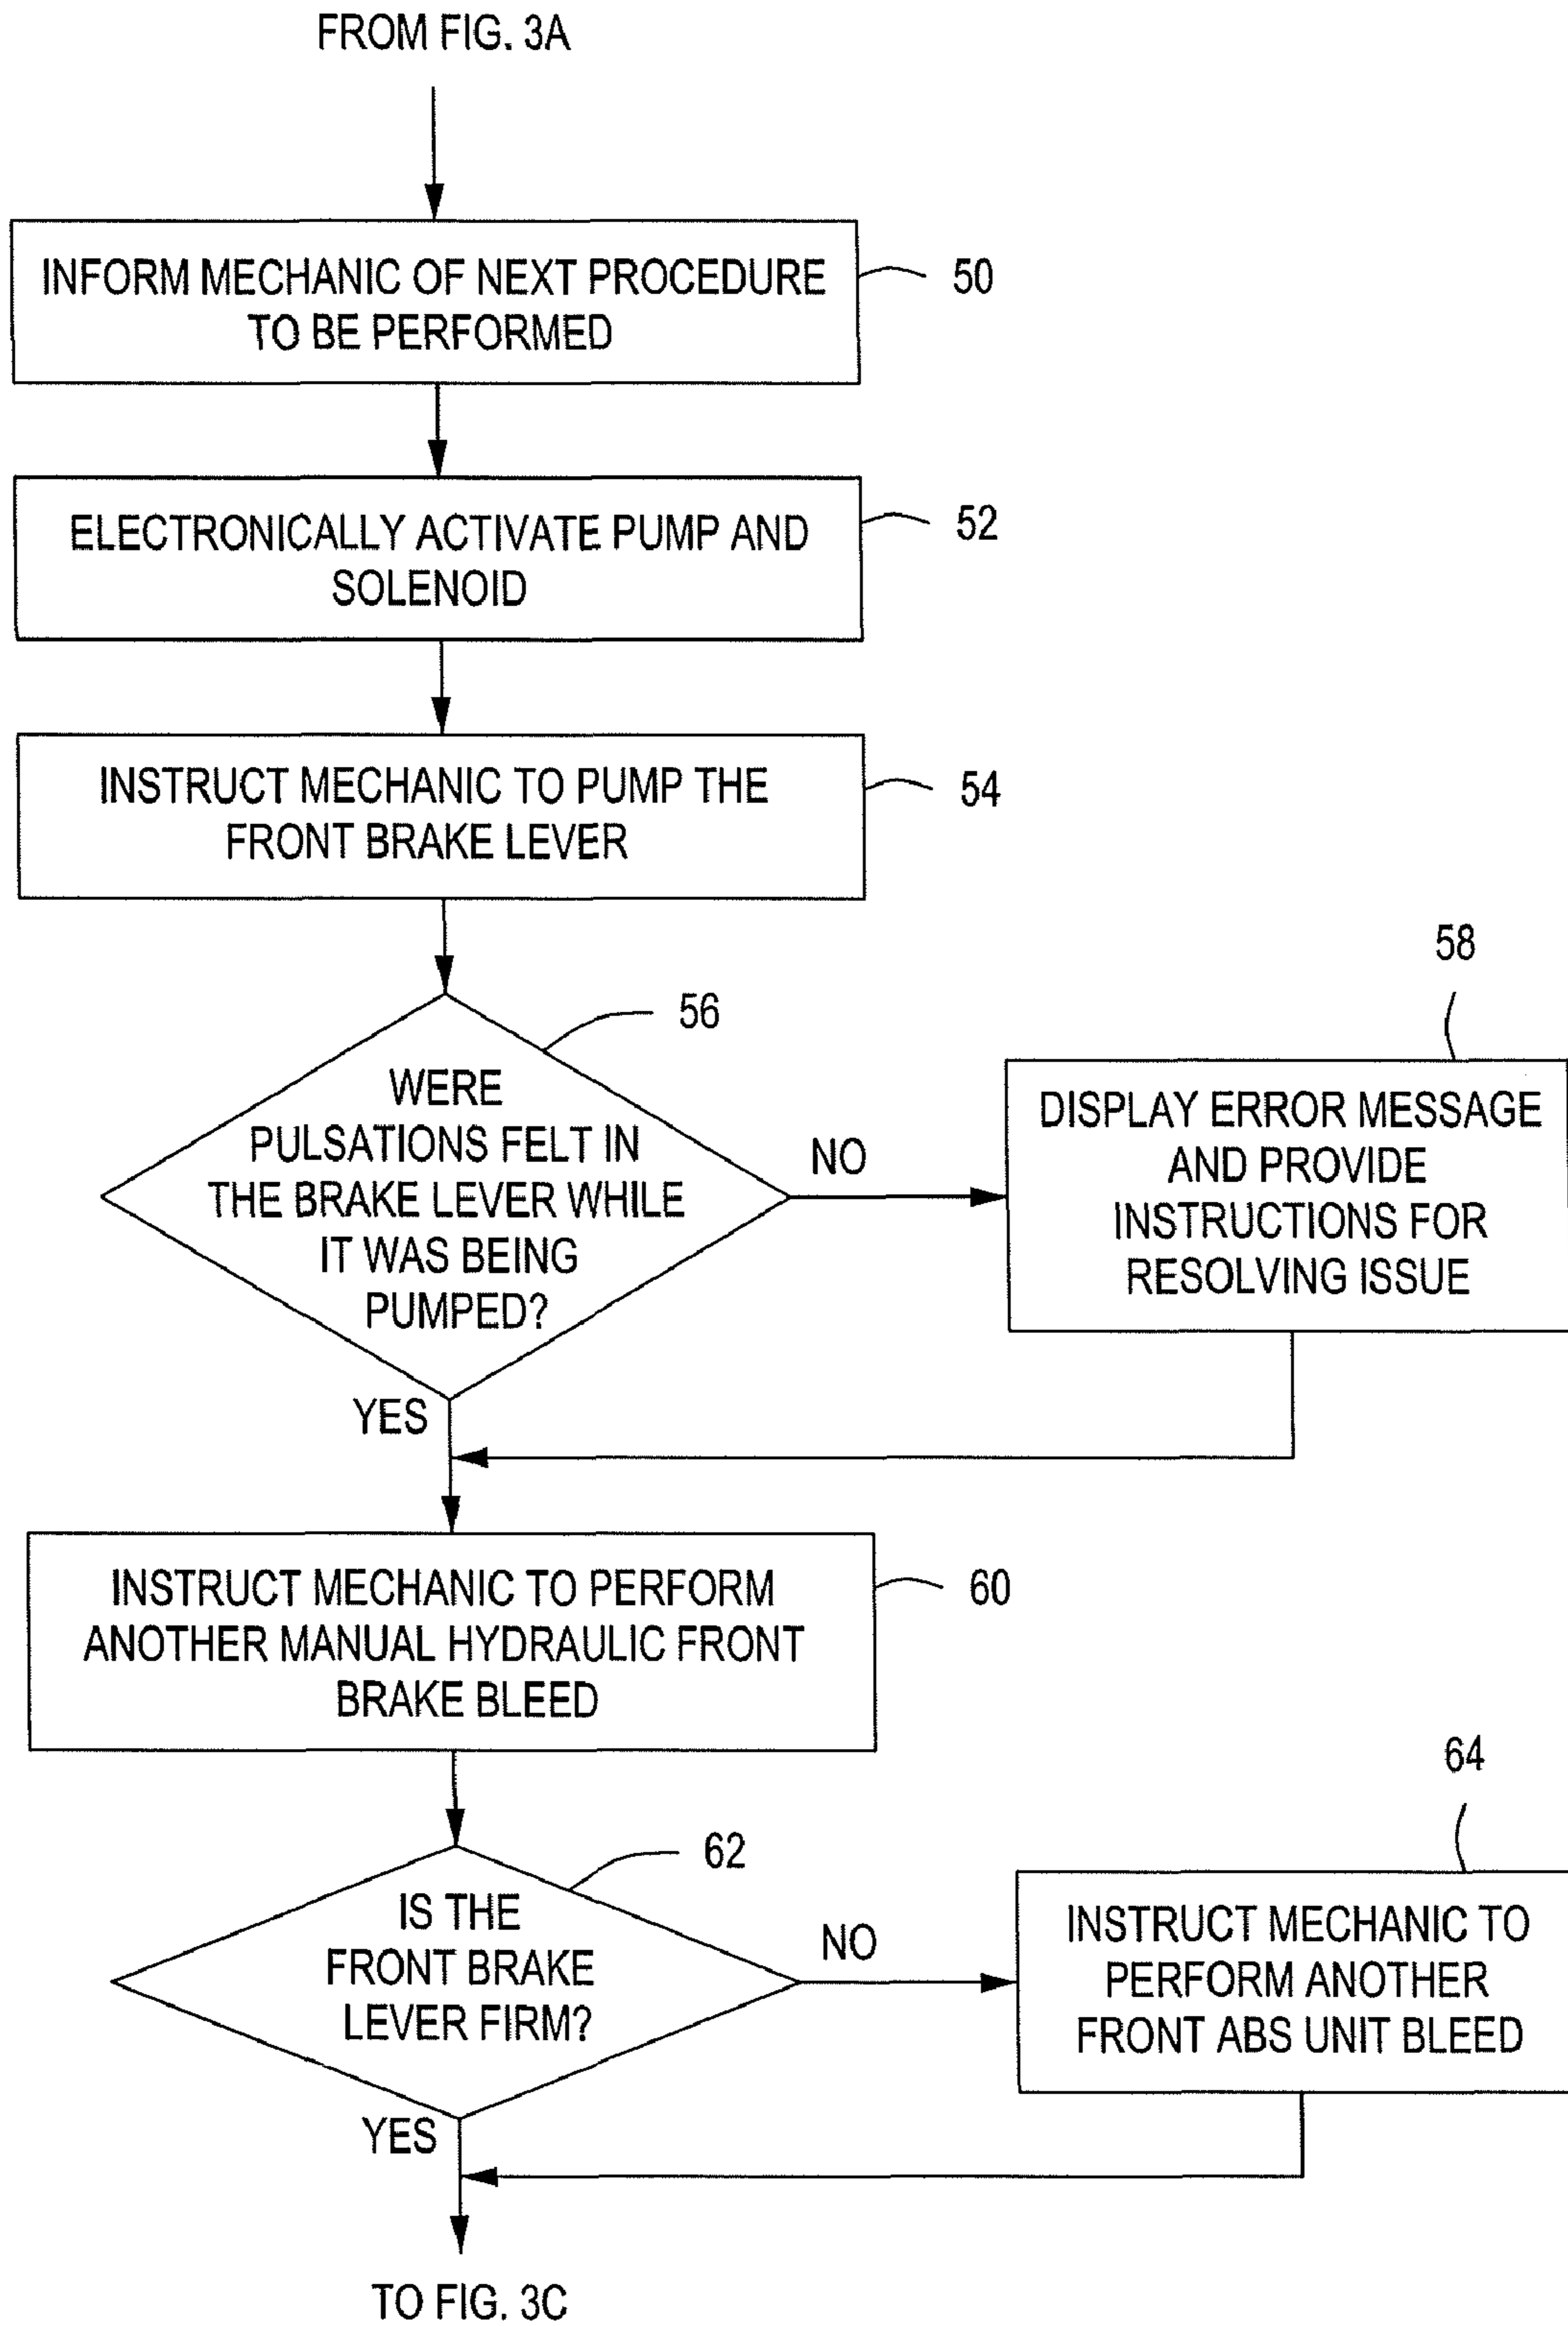 FROM FIG. 3A
INFORM MECHANIC OF NEXT PROCEDURE
TO BE PERFORMED
50
ELECTRONICALLY ACTIVATE PUMP AND
SOLENOID
52
INSTRUCT MECHANIC TO PUMP THE
FRONT BRAKE LEVER
54
56
WERE
PULSATIONS FELT IN
THE BRAKE LEVER WHILE
IT WAS BEING
PUMPED?
NO
YES
58
DISPLAY ERROR MESSAGE
AND PROVIDE
INSTRUCTIONS FOR
RESOLVING ISSUE
INSTRUCT MECHANIC TO PERFORM
ANOTHER MANUAL HYDRAULIC FRONT
BRAKE BLEED
60
62
IS THE
FRONT BRAKE
LEVER FIRM?
NO
YES
64
INSTRUCT MECHANIC TO
PERFORM ANOTHER
FRONT ABS UNIT BLEED
TO FIG. 3C